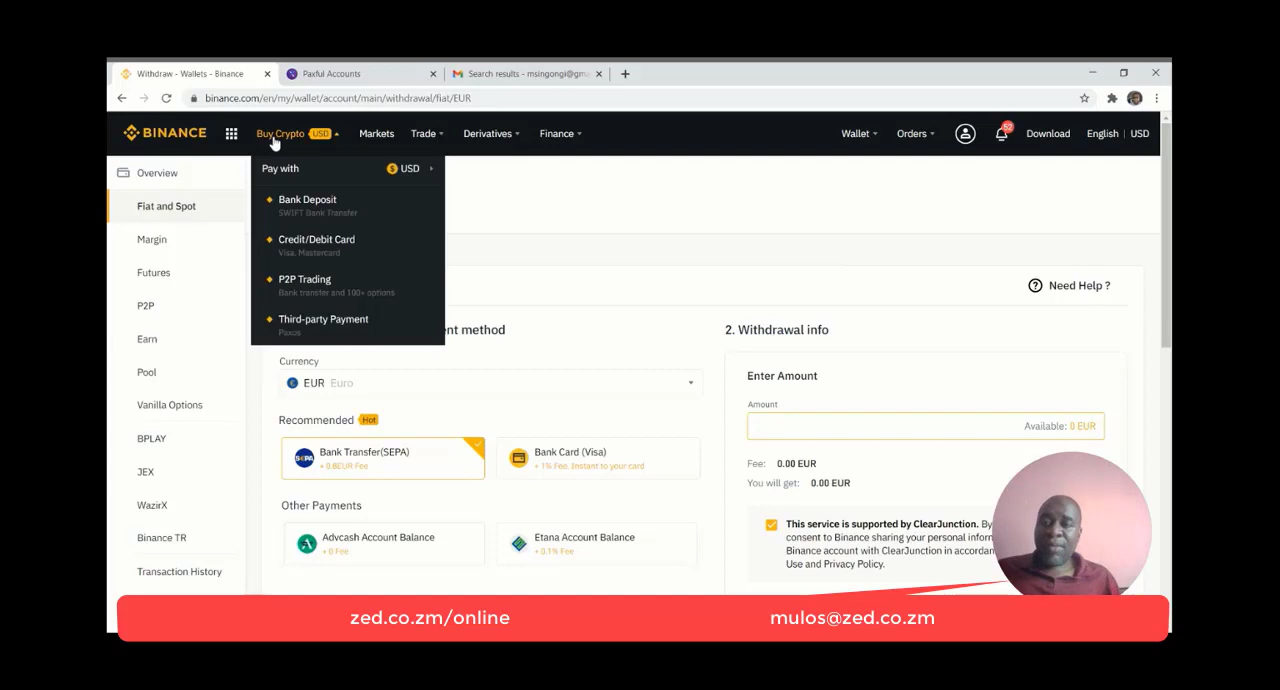 Withdraw - Wallets - Binance
Paxful Accounts
Search results - msingongi@gma
binance.com/en/my/wallet/account/main/withdrawal/fiat/EUR
BINANCE
Buy Crypto USD
Markets
Trade
Derivatives
Finance
Wallet
Orders
52
Download
English | USD
Overview
Fiat and Spot
Margin
Futures
P2P
Earn
Pool
Vanilla Options
BPLAY
JEX
WazirX
Binance TR
Transaction History
Pay with
USD
Bank Deposit
SWIFT Bank Transfer
Credit/Debit Card
Visa, Mastercard
P2P Trading
Bank transfer and 100+ options
Third-party Payment
Paxos
Need Help ?
ent method
Currency
EUR Euro
Recommended Hot
SEPA
Bank Transfer(SEPA)
+ 0.8EUR Fee
Bank Card (Visa)
+ 1% Fee. Instant to your card
Other Payments
Advcash Account Balance
+ 0 Fee
Etana Account Balance
+ 0.1% Fee
2. Withdrawal info
Enter Amount
Amount
Available: 0 EUR
Fee: 0.00 EUR
You will get: 0.00 EUR
This service is supported by ClearJunction. By
consent to Binance sharing your personal inform
Binance account with ClearJunction in accordan
Use and Privacy Policy.
zed.co.zm/online
mulos@zed.co.zm